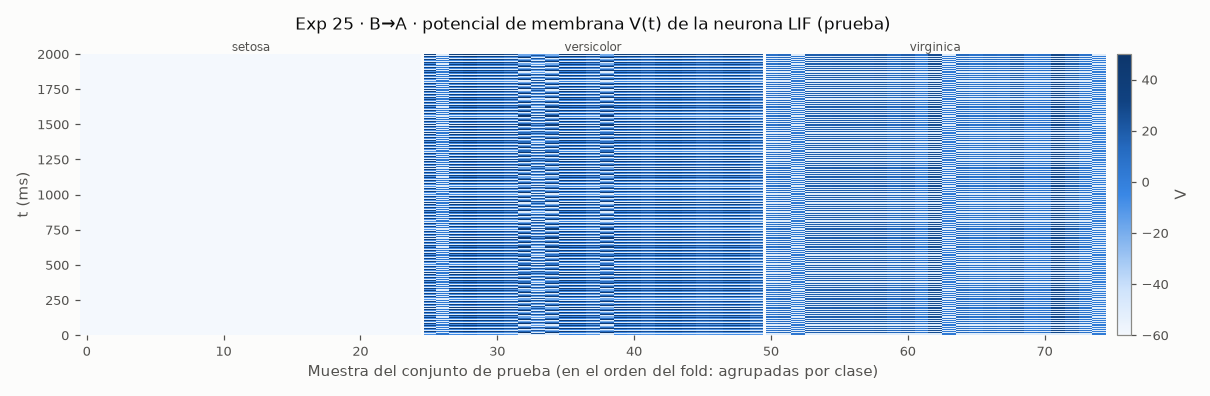 Exp 25 · B→A · potencial de membrana V(t) de la neurona LIF (prueba)
setosa versicolor virginica
2000
1750
1500
1250
1000
750
500
250
0
t (ms)
0 10 20 30 40 50 60 70
Muestra del conjunto de prueba (en el orden del fold: agrupadas por clase)
40
20
0
−20
−40
−60
V